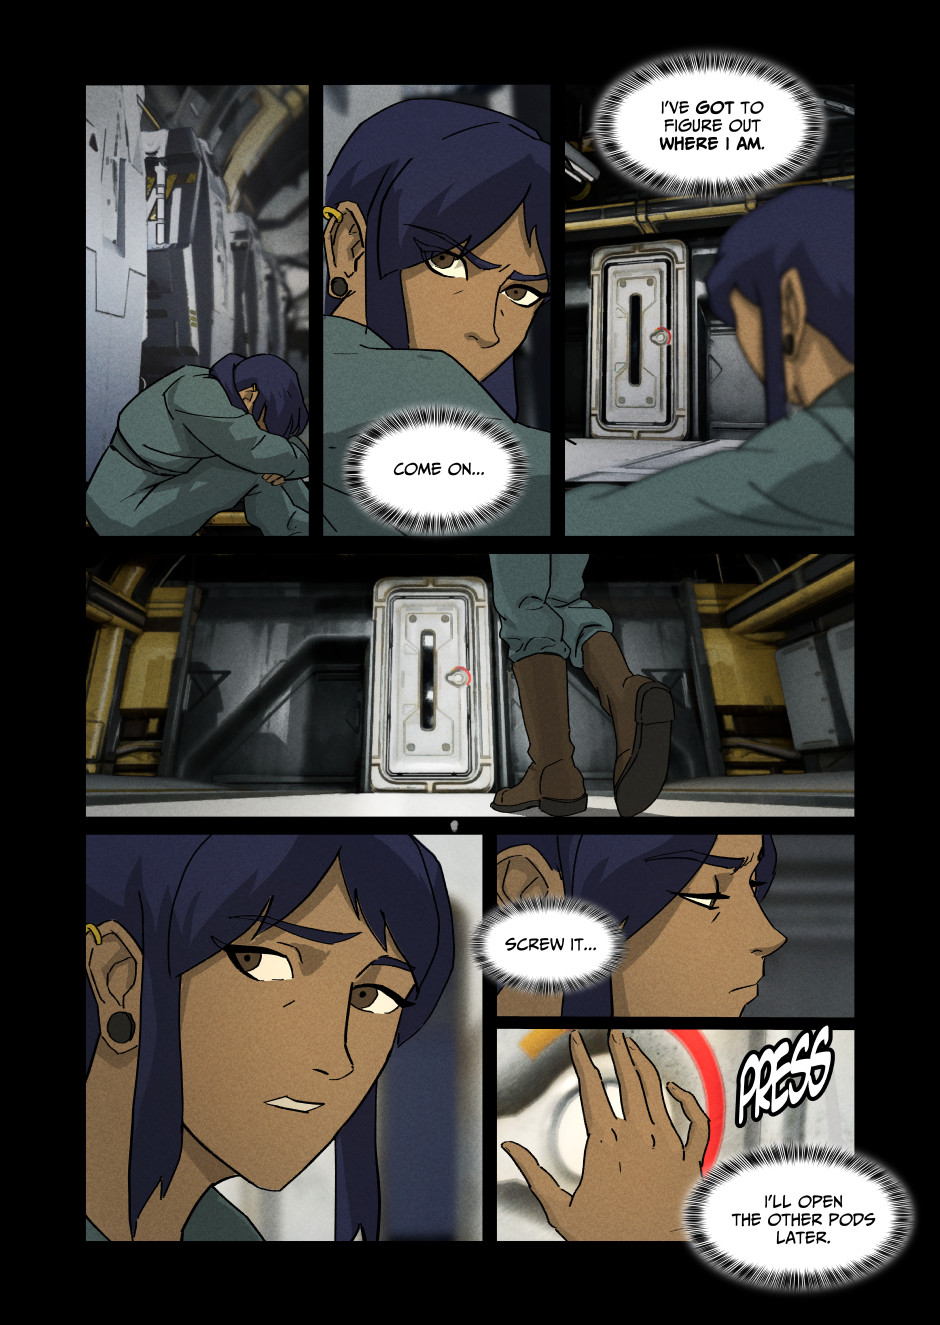 I'VE GOT TO
FIGURE OUT
WHERE I AM.
COME ON...
SCREW IT...
PRESS
I'LL OPEN
THE OTHER PODS
LATER.